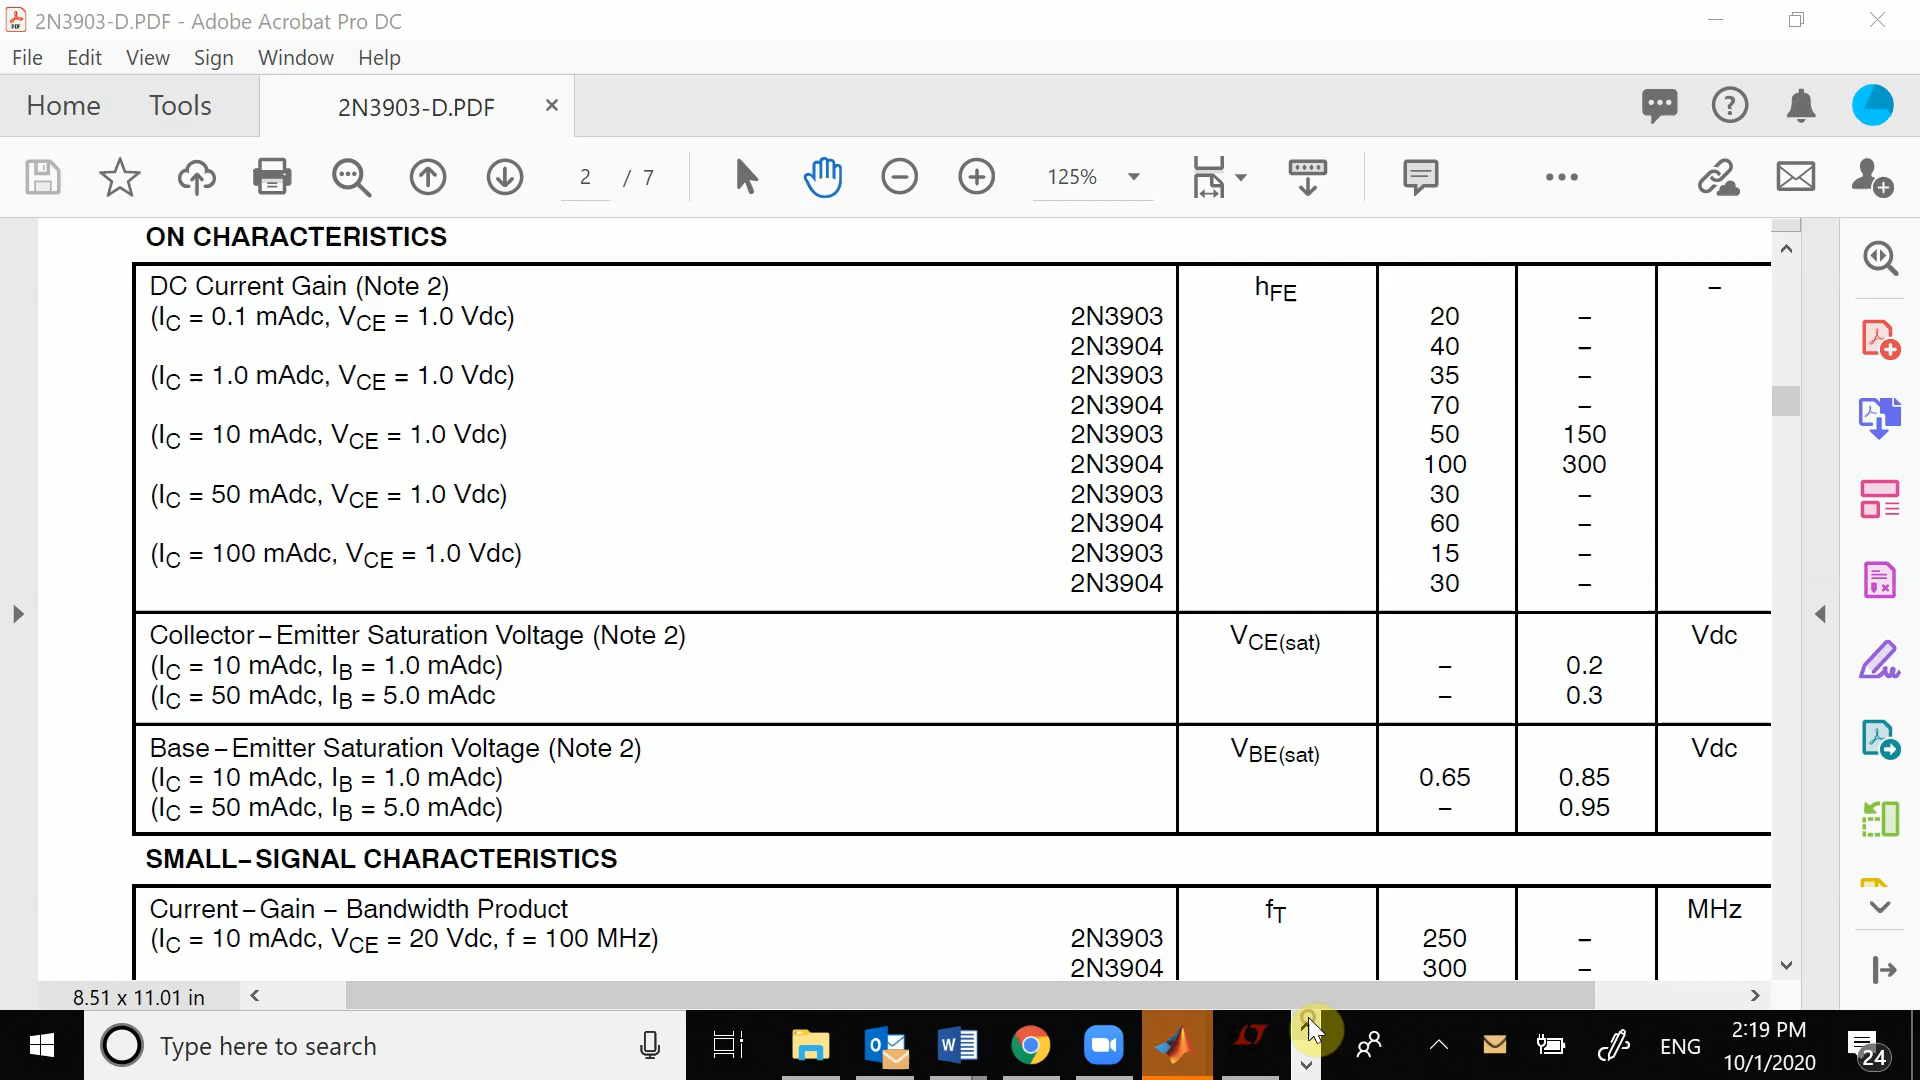 2N3903-D.PDF - Adobe Acrobat Pro DC
File Edit View Sign Window Help
Home Tools 2N3903-D.PDF ×
2 / 7 125%
ON CHARACTERISTICS
DC Current Gain (Note 2) hFE –
(IC = 0.1 mAdc, VCE = 1.0 Vdc) 2N3903 20 –
2N3904 40 –
(IC = 1.0 mAdc, VCE = 1.0 Vdc) 2N3903 35 –
2N3904 70 –
(IC = 10 mAdc, VCE = 1.0 Vdc) 2N3903 50 150
2N3904 100 300
(IC = 50 mAdc, VCE = 1.0 Vdc) 2N3903 30 –
2N3904 60 –
(IC = 100 mAdc, VCE = 1.0 Vdc) 2N3903 15 –
2N3904 30 –
Collector–Emitter Saturation Voltage (Note 2) VCE(sat) Vdc
(IC = 10 mAdc, IB = 1.0 mAdc) – 0.2
(IC = 50 mAdc, IB = 5.0 mAdc – 0.3
Base–Emitter Saturation Voltage (Note 2) VBE(sat) Vdc
(IC = 10 mAdc, IB = 1.0 mAdc) 0.65 0.85
(IC = 50 mAdc, IB = 5.0 mAdc) – 0.95
SMALL–SIGNAL CHARACTERISTICS
Current–Gain – Bandwidth Product fT MHz
(IC = 10 mAdc, VCE = 20 Vdc, f = 100 MHz) 2N3903 250 –
2N3904 300 –
8.51 x 11.01 in
Type here to search
ENG
2:19 PM
10/1/2020
24